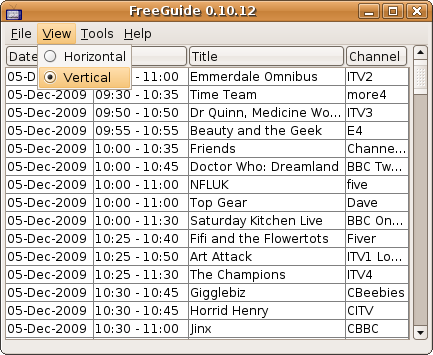 FreeGuide 0.10.12
File View Tools Help
Horizontal
Vertical
Date Title Channel
05-D - 11:00 Emmerdale Omnibus ITV2
05-Dec-2009 09:30 - 10:35 Time Team more4
05-Dec-2009 09:50 - 10:50 Dr Quinn, Medicine Wo... ITV3
05-Dec-2009 09:55 - 10:55 Beauty and the Geek E4
05-Dec-2009 10:00 - 10:35 Friends Channe...
05-Dec-2009 10:00 - 10:45 Doctor Who: Dreamland BBC Tw...
05-Dec-2009 10:00 - 11:00 NFLUK five
05-Dec-2009 10:00 - 11:00 Top Gear Dave
05-Dec-2009 10:00 - 11:30 Saturday Kitchen Live BBC On...
05-Dec-2009 10:25 - 10:40 Fifi and the Flowertots Fiver
05-Dec-2009 10:25 - 10:50 Art Attack ITV1 Lo...
05-Dec-2009 10:25 - 11:30 The Champions ITV4
05-Dec-2009 10:30 - 10:45 Gigglebiz CBeebies
05-Dec-2009 10:30 - 10:45 Horrid Henry CITV
05-Dec-2009 10:30 - 11:00 Jinx CBBC